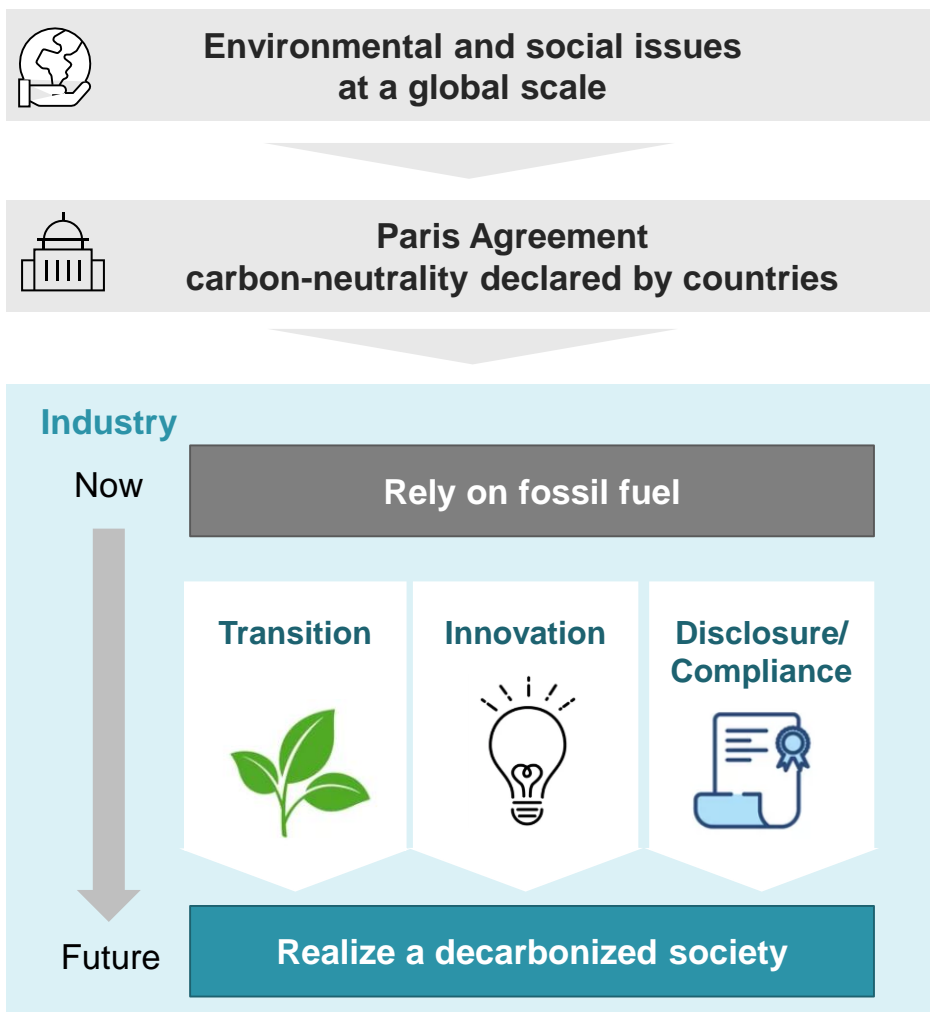 Environmental and social issues
at a global scale
Paris Agreement
carbon-neutrality declared by countries
Industry
Now
Rely on fossil fuel
Transition
Innovation
Disclosure/
Compliance
Future
Realize a decarbonized society